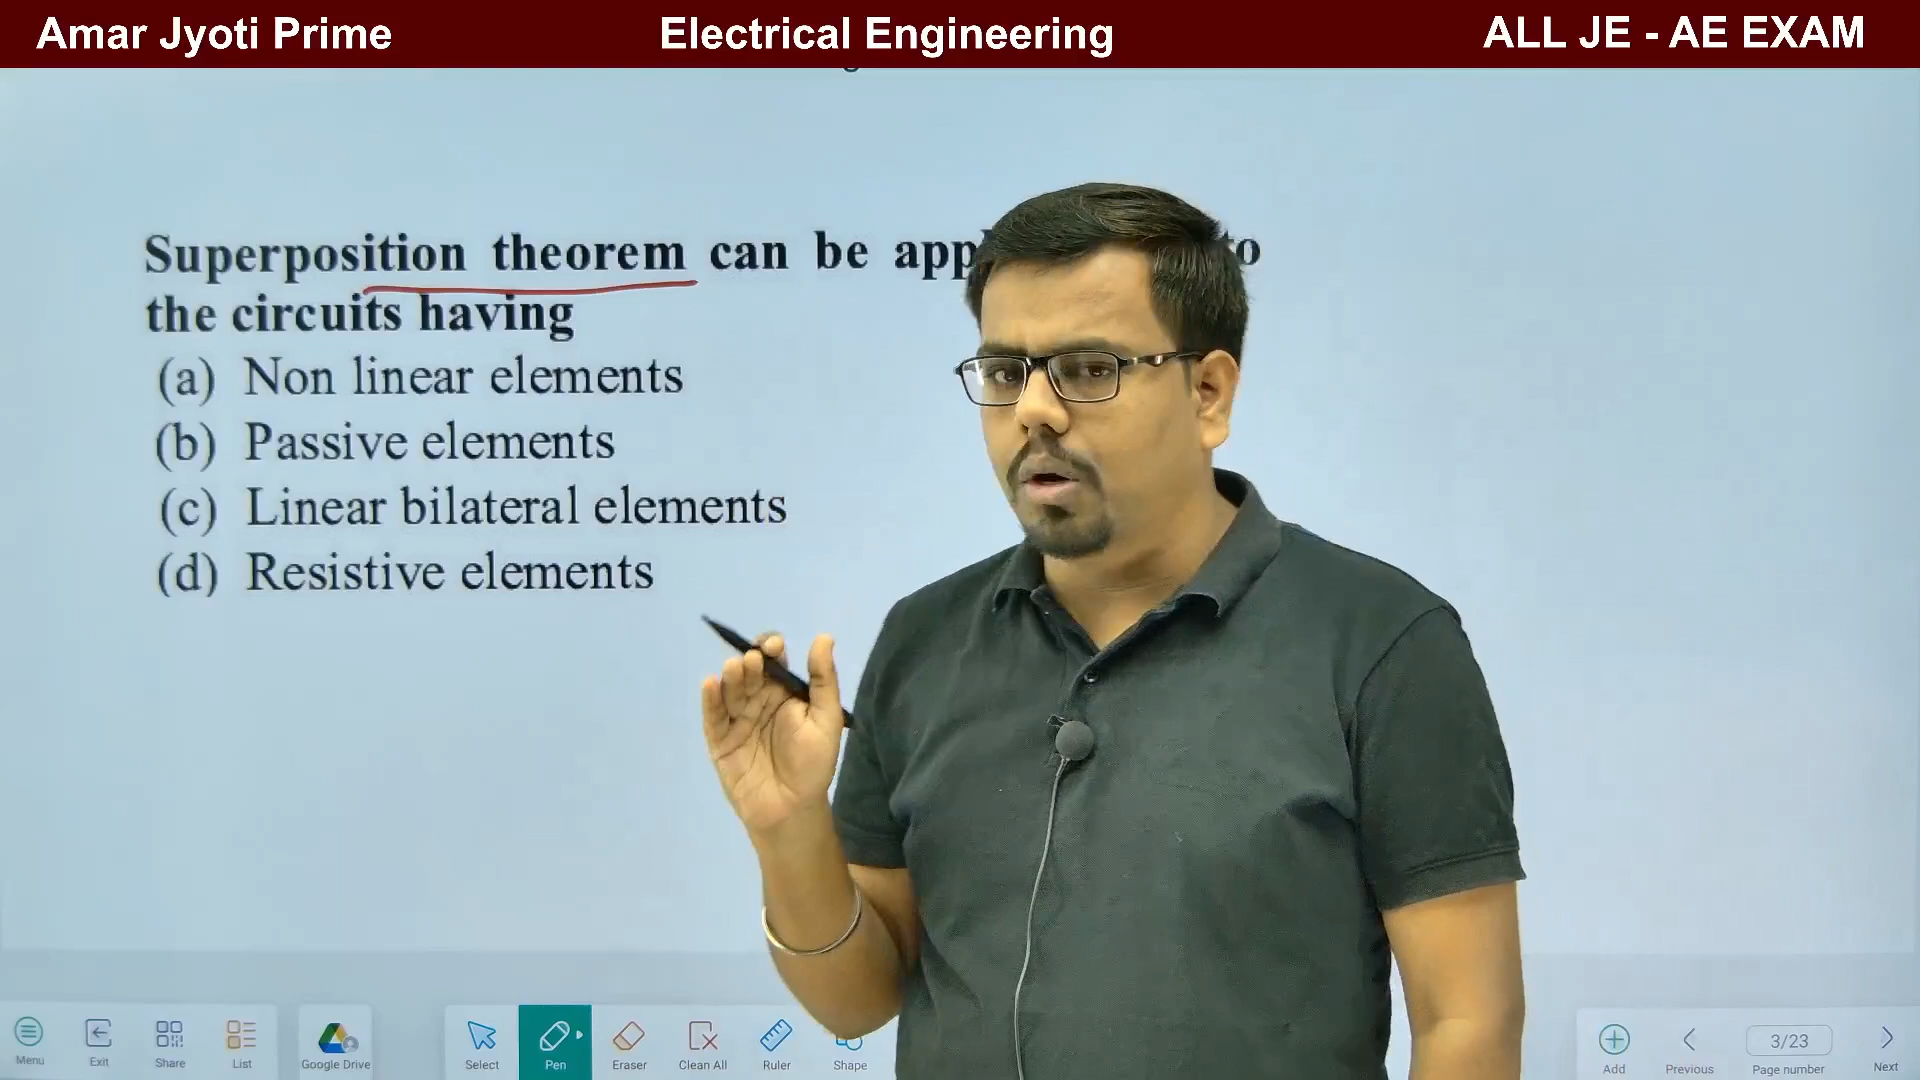 Amar Jyoti Prime Electrical Engineering ALL JE - AE EXAM
Superposition theorem can be to
the circuits having
(a) Non linear elements
(b) Passive elements
(c) Linear bilateral elements
(d) Resistive elements
Menu Exit Share List Google Drive Select Pen Eraser Clean All Ruler Shape Add Previous 3/23 Page number Next